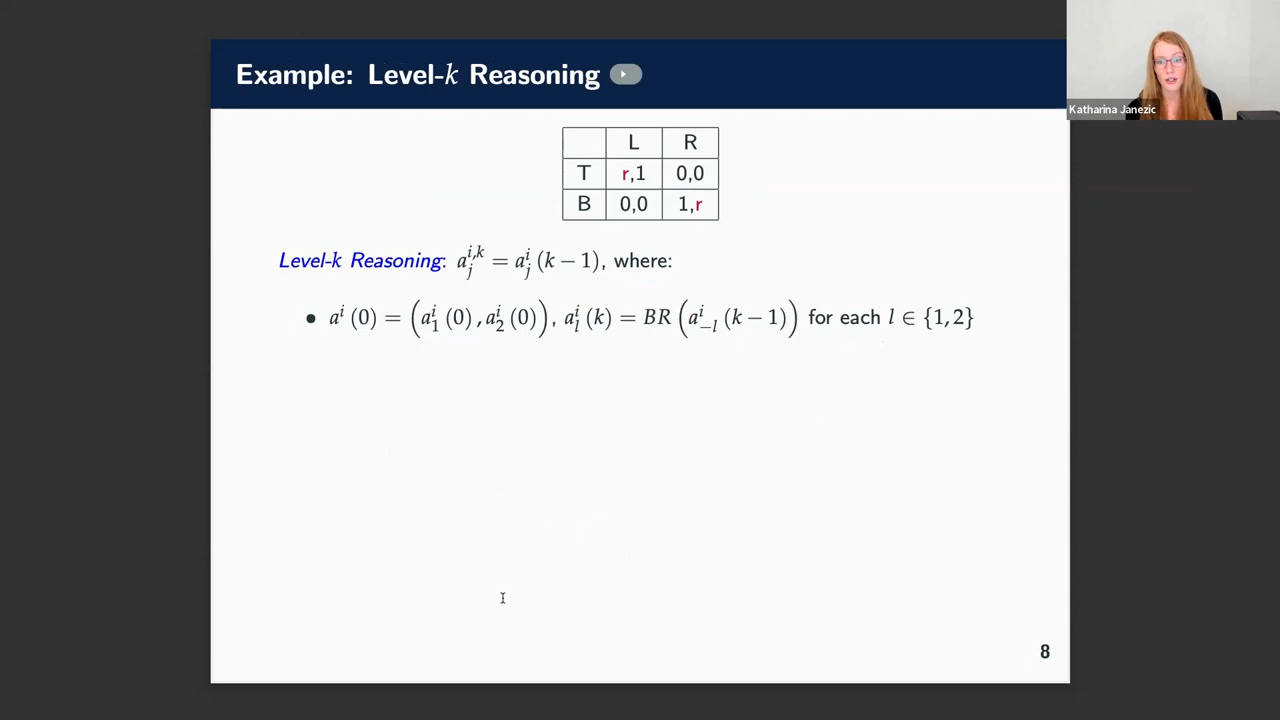 Example: Level-k Reasoning
Katharina Janezic
L R
T r,1 0,0
B 0,0 1,r
Level-k Reasoning: a_j^{i,k} = a_j^i (k − 1), where:
• a^i (0) = (a_1^i (0) , a_2^i (0)), a_l^i (k) = BR (a_{−l}^i (k − 1)) for each l ∈ {1, 2}
8